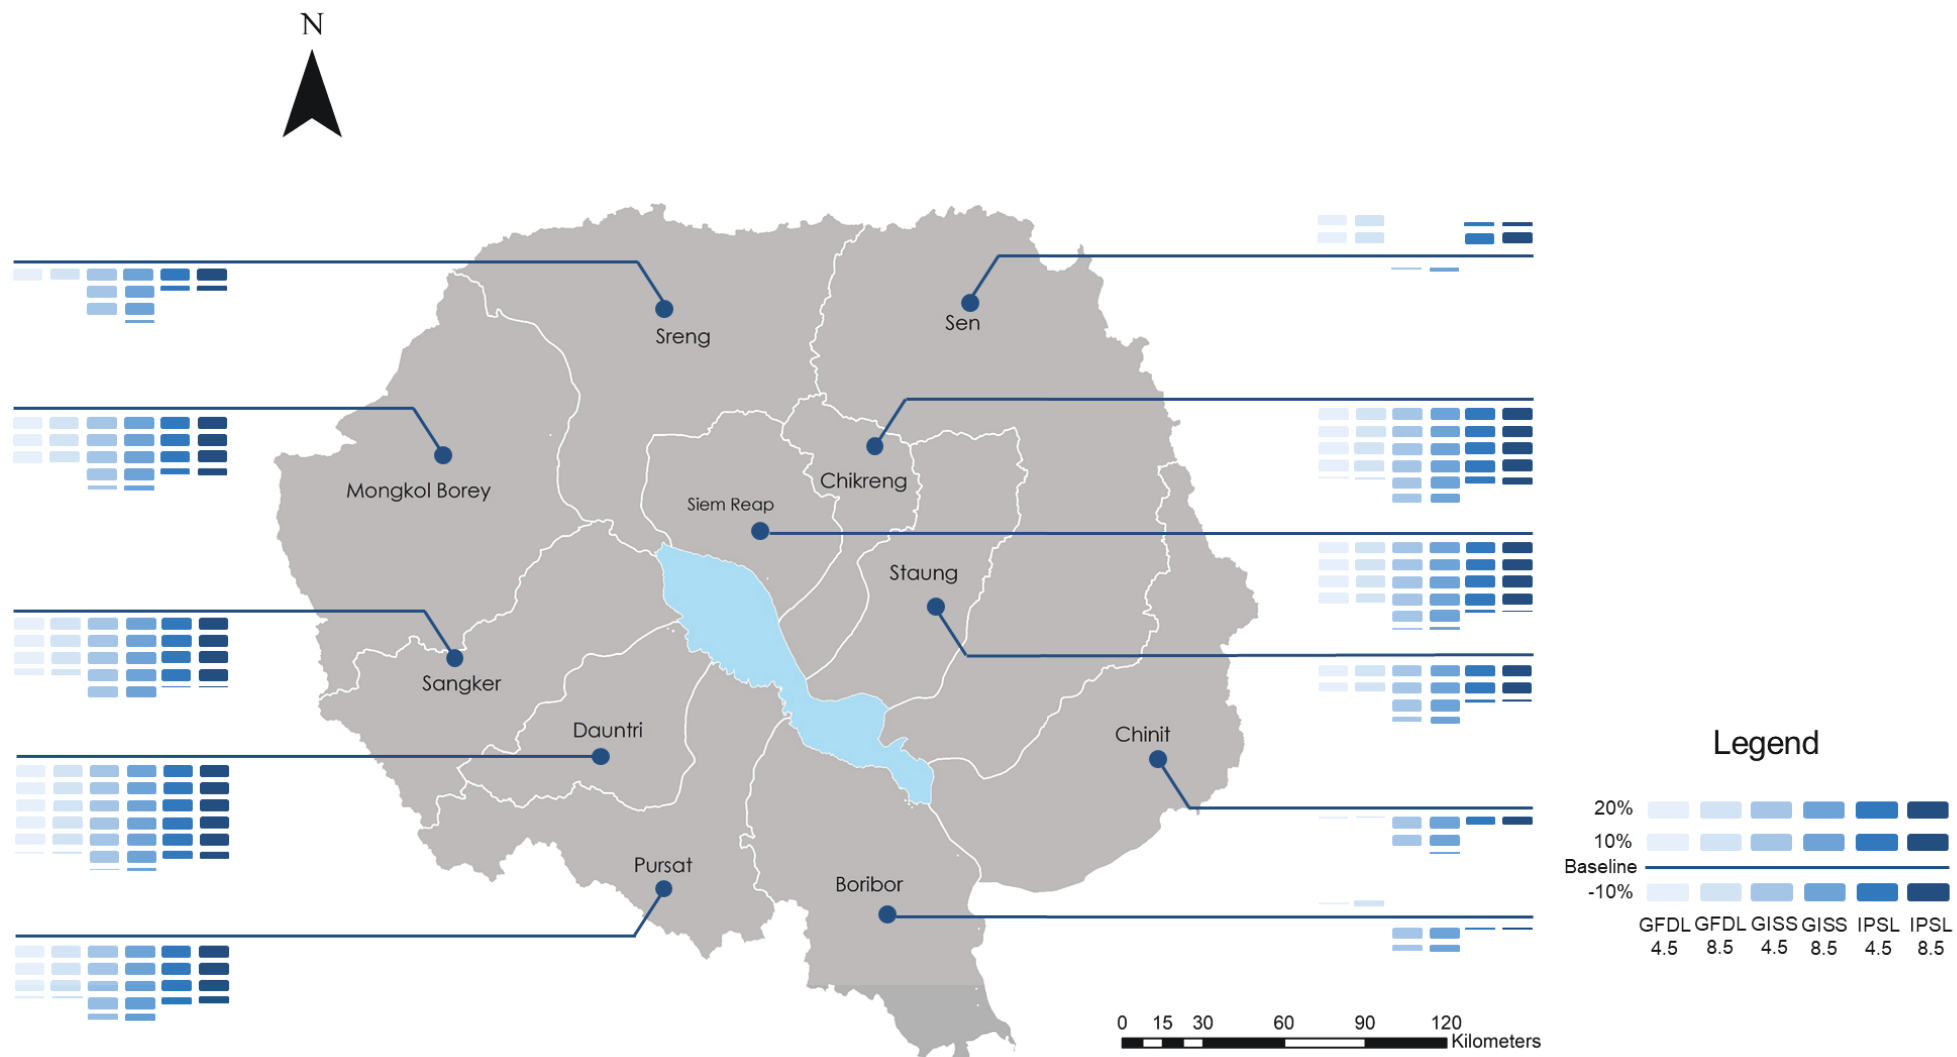 N
Sreng
Sen
Mongkol Borey
Chikreng
Siem Reap
Staung
Sangker
Dauntri
Chinit
Pursat
Boribor
Legend
20%
10%
Baseline
-10%
GFDL GFDL GISS GISS IPSL IPSL
4.5 8.5 4.5 8.5 4.5 8.5
0 15 30 60 90 120
Kilometers